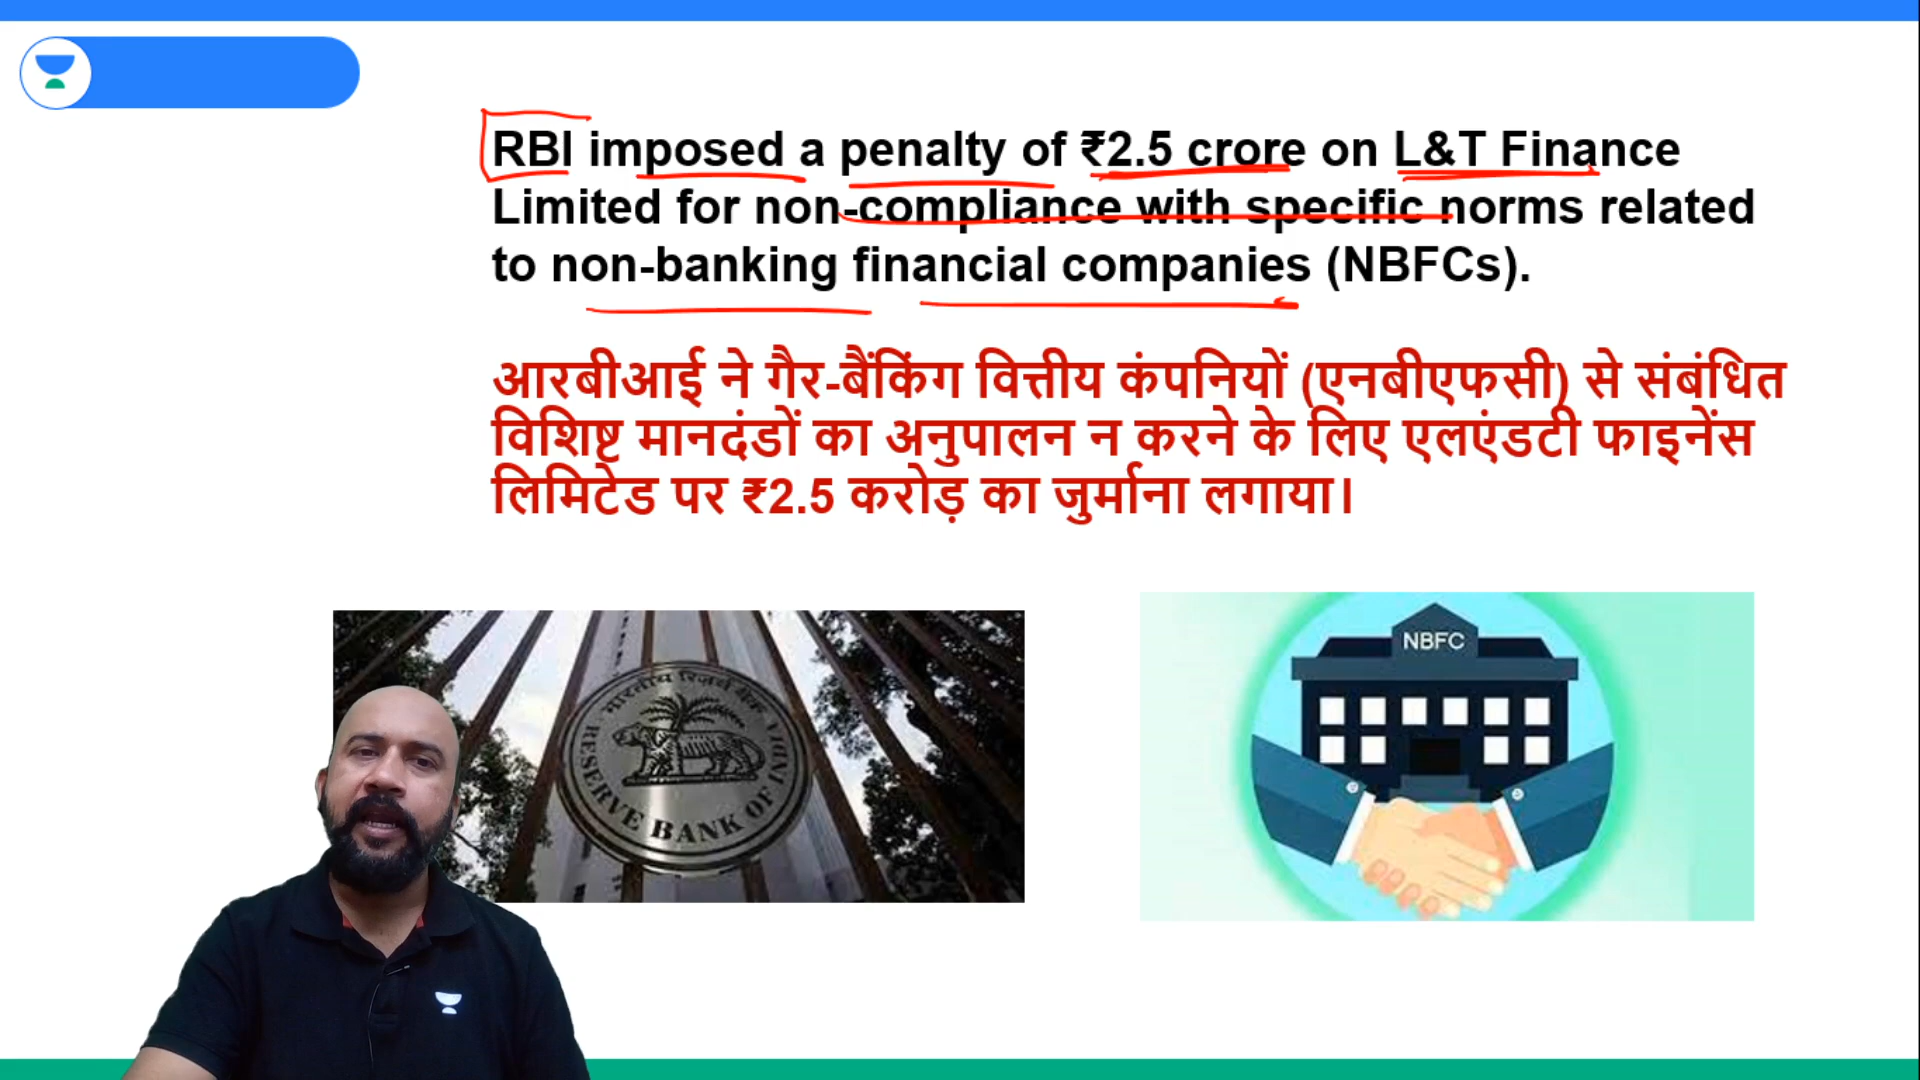 RBI imposed a penalty of ₹2.5 crore on L&T Finance
Limited for non-compliance with specific norms related
to non-banking financial companies (NBFCs).
आरबीआई ने गैर-बैंकिंग वित्तीय कंपनियों (एनबीएफसी) से संबंधित
विशिष्ट मानदंडों का अनुपालन न करने के लिए एलएंडटी फाइनेंस
लिमिटेड पर ₹2.5 करोड़ का जुर्माना लगाया।
भारतीय रिज़र्व बैंक
RESERVE BANK OF INDIA
NBFC